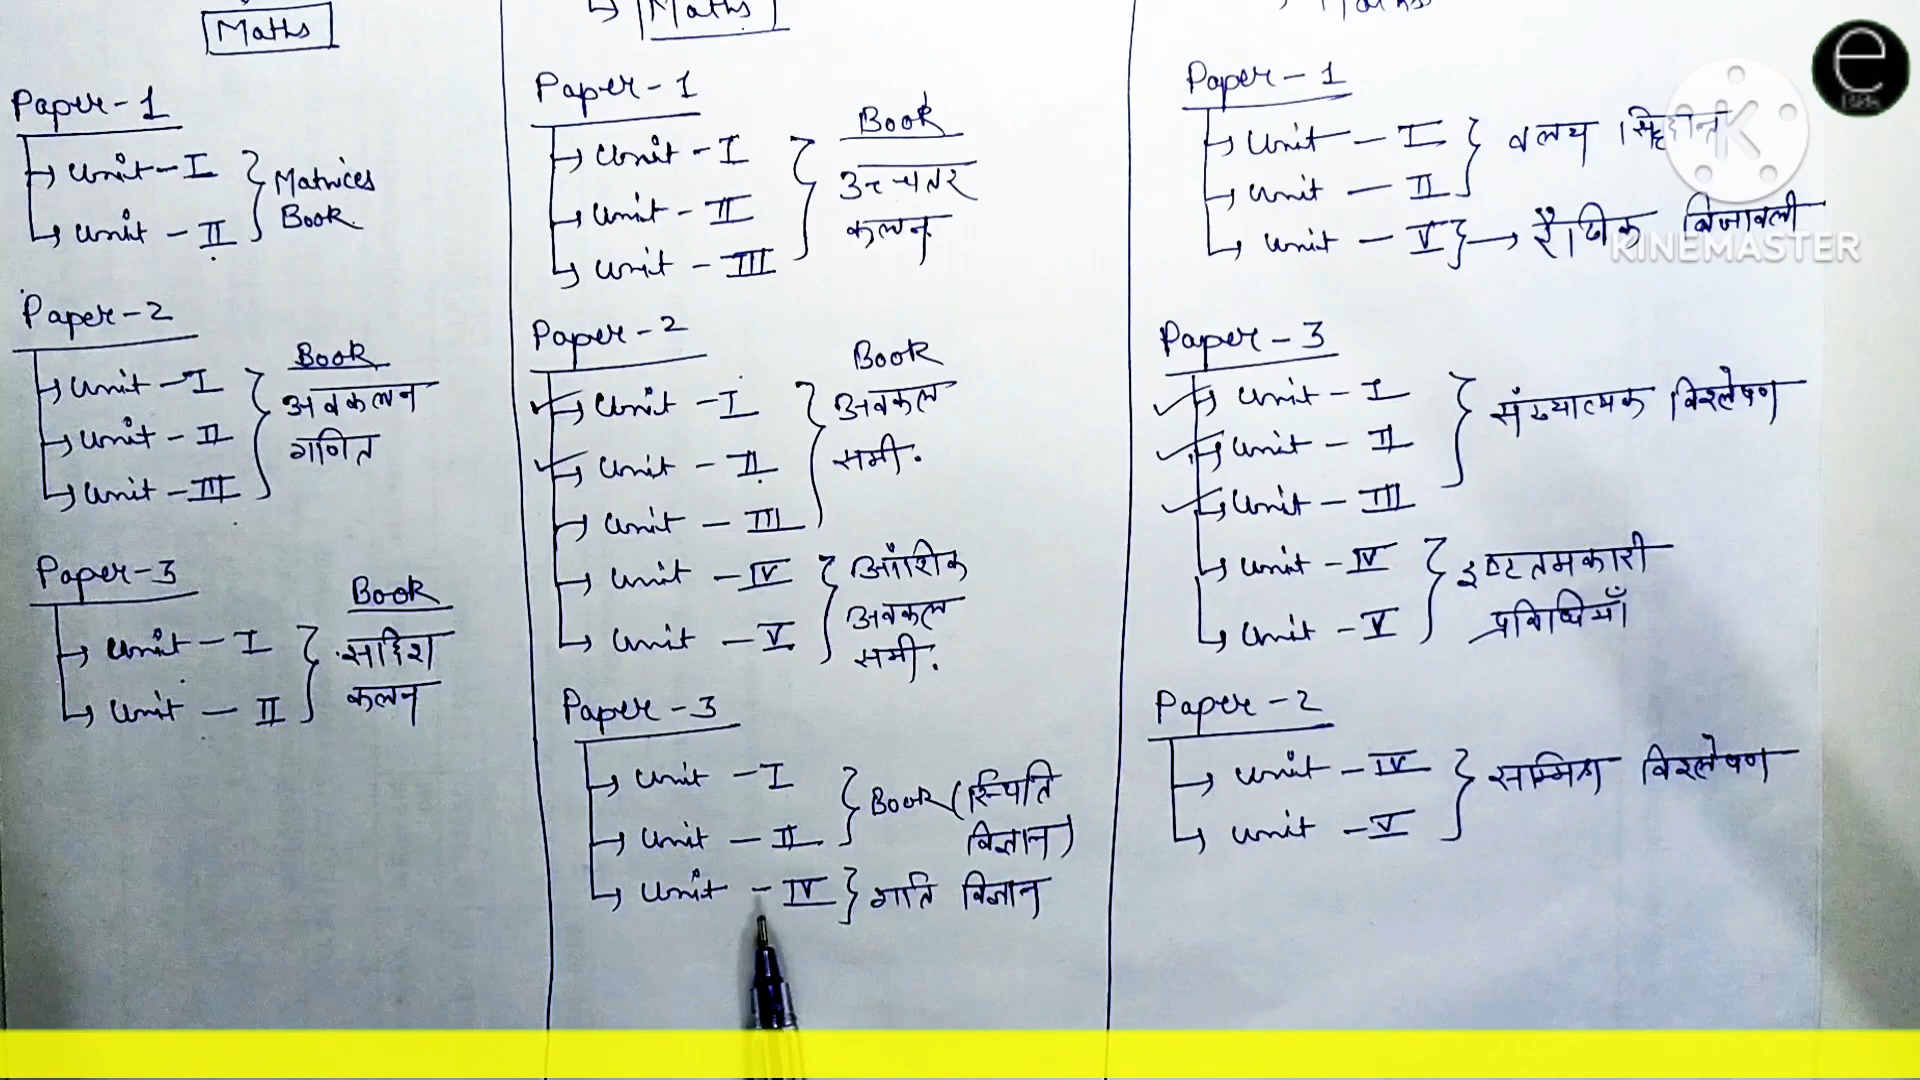 Maths
Paper-1
Unit-I
Matrices
Unit-II
Book
Paper-2
Book
Unit-I
अवकलन
Unit-II
गणित
Unit-III
Paper-3
Book
Unit-I
सदिश
Unit-II
कलन
Maths
Paper-1
Book
Unit-I
उच्चतर
Unit-II
कलन
Unit-III
Paper-2
Book
Unit-I
अवकल
Unit-II
समी.
Unit-III
Unit-IV
आँशिक
Unit-V
अवकल
समी.
Paper-3
Unit-I
Book (स्थिति
Unit-II
विज्ञान)
Unit-IV
गति विज्ञान
Maths
Paper-1
Unit-I
वलय सिद्दान्त
Unit-II
Unit-V
रैखिक बिजावली
Paper-3
Unit-I
Unit-II
संख्यात्मक विश्लेषण
Unit-III
Unit-IV
इष्टतमकारी
Unit-V
प्रविधियाँ
Paper-2
Unit-IV
सम्मिश्र विश्लेषण
Unit-V
e
K
KINEMASTER